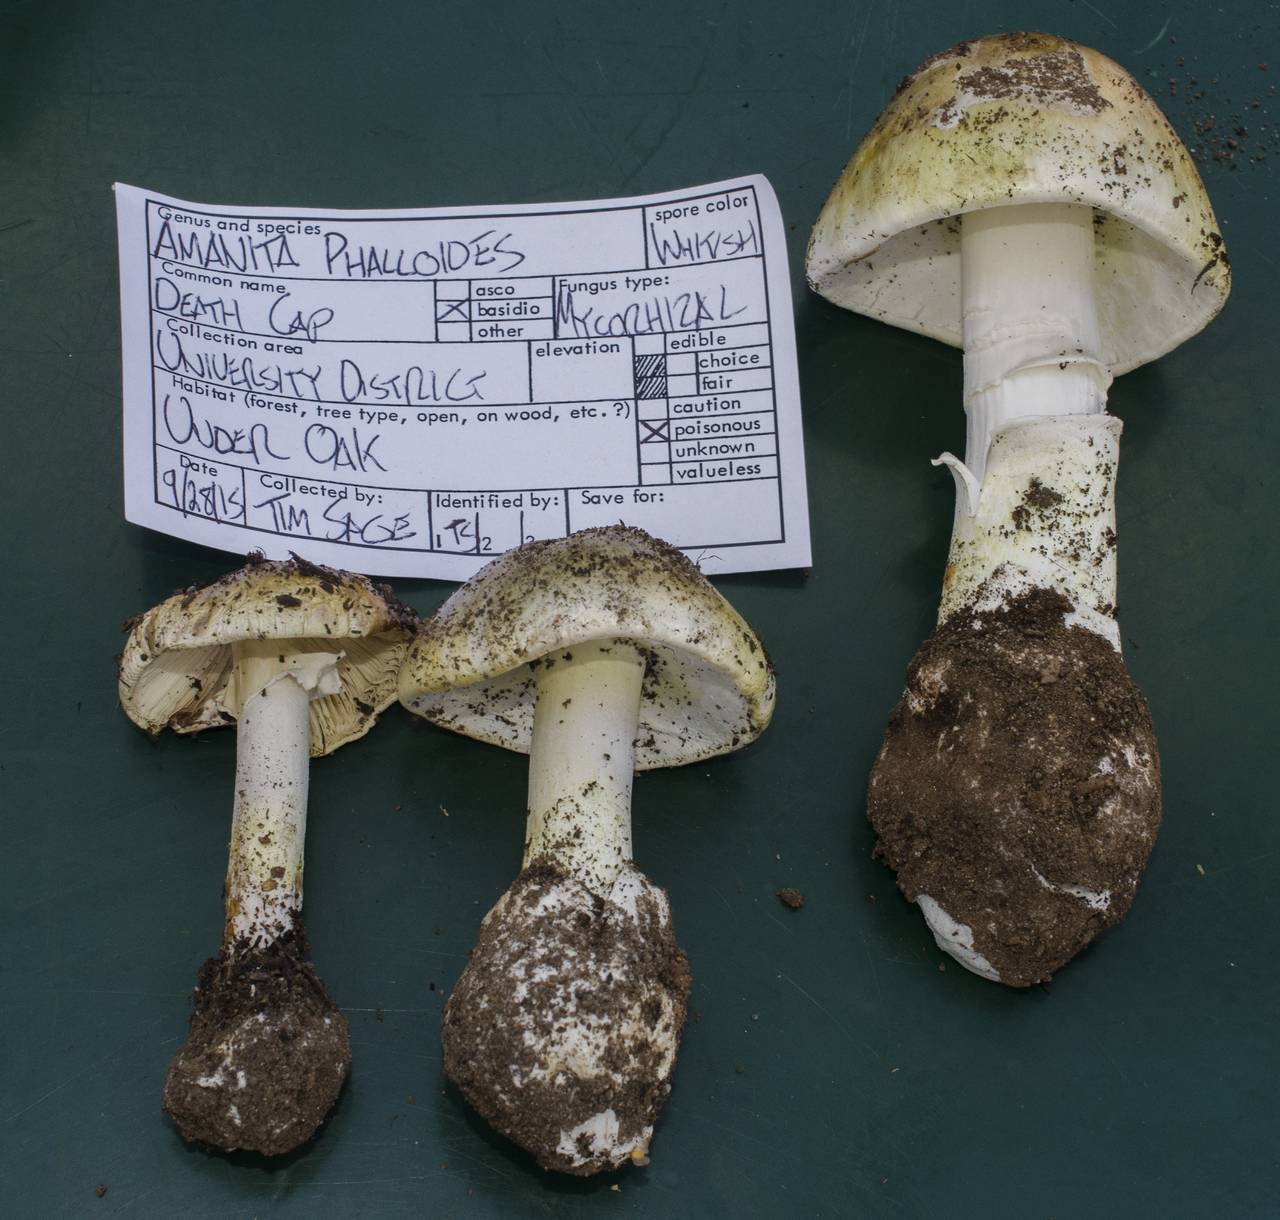 Genus and species
spore color
AMANITA PHALLOIDES
WHITISH
Common name
asco
Fungus type:
DEATH CAP
basidio
MYCORHIZAL
other
Collection area
elevation
edible
UNIVERSITY DISTRICT
choice
fair
Habitat (forest, tree type, open, on wood, etc.?)
caution
UNDER OAK
poisonous
unknown
valueless
Date
Collected by:
Identified by:
Save for:
9/28/15
TIM SAGE
1 TS 2